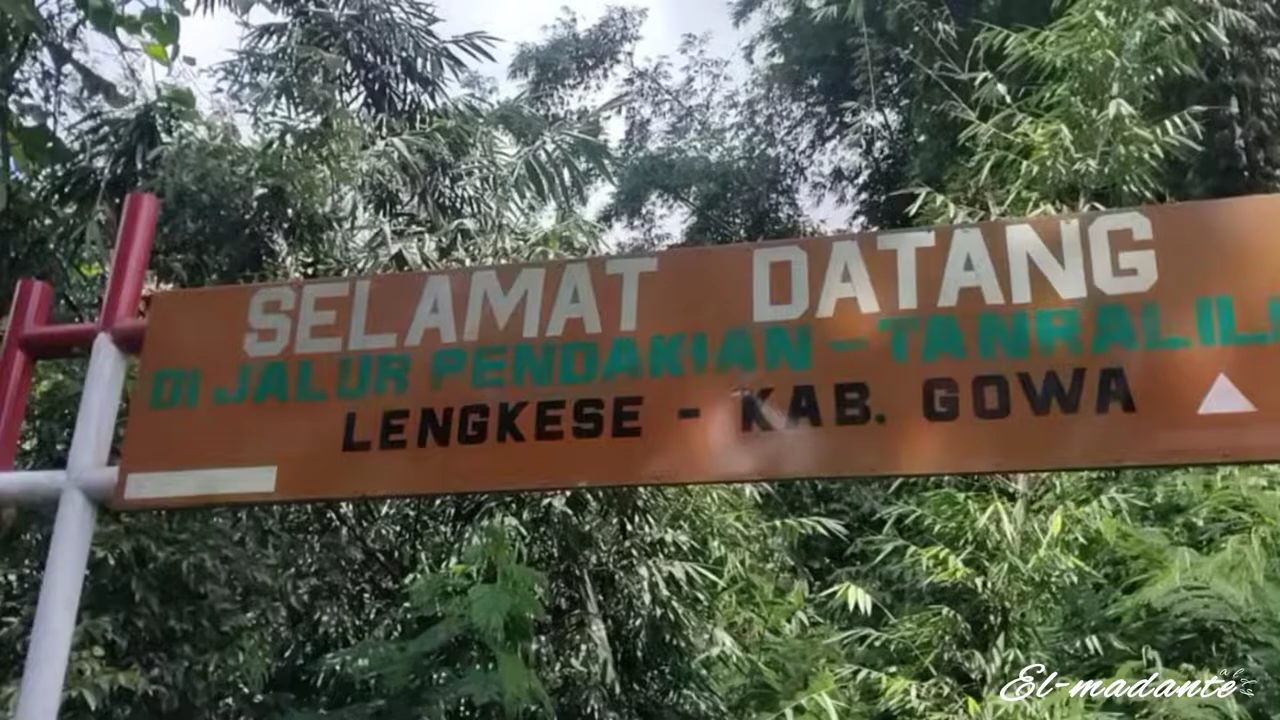 SELAMAT DATANG
DI JALUR PENDAKIAN - TANRALILI
LENGKESE - KAB. GOWA
El-madante